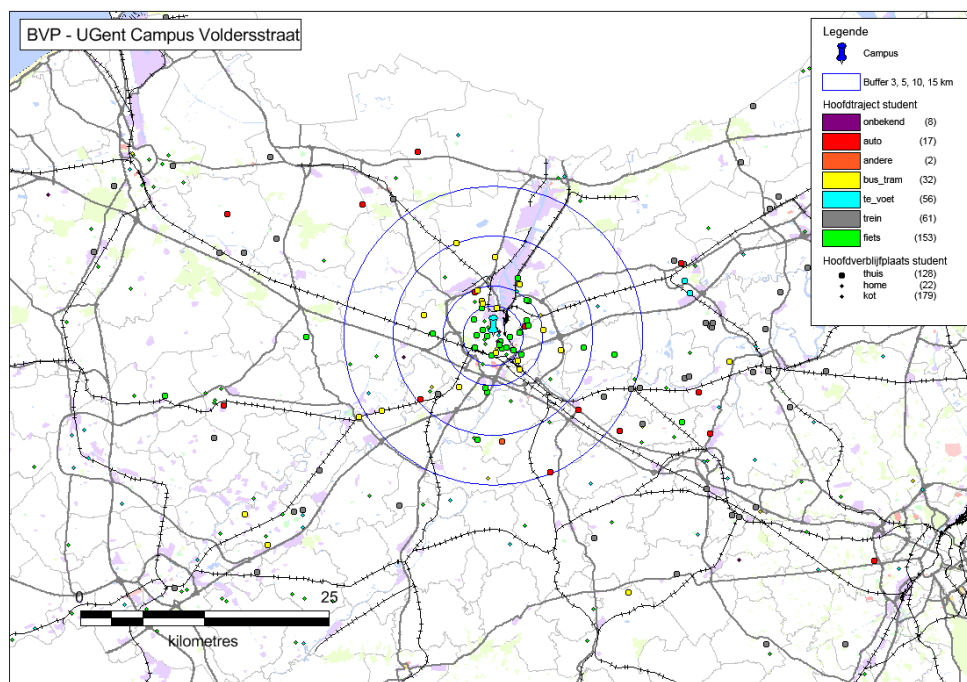 BVP - UGent Campus Voldersstraat
Legende
Campus
Buffer 3, 5, 10, 15 km
Hoofdtraject student
onbekend (8)
auto (17)
andere (2)
bus_tram (32)
te_voet (56)
trein (61)
fiets (153)
Hoofdverblijfplaats student
thuis (128)
home (22)
kot (179)
0 25
kilometres